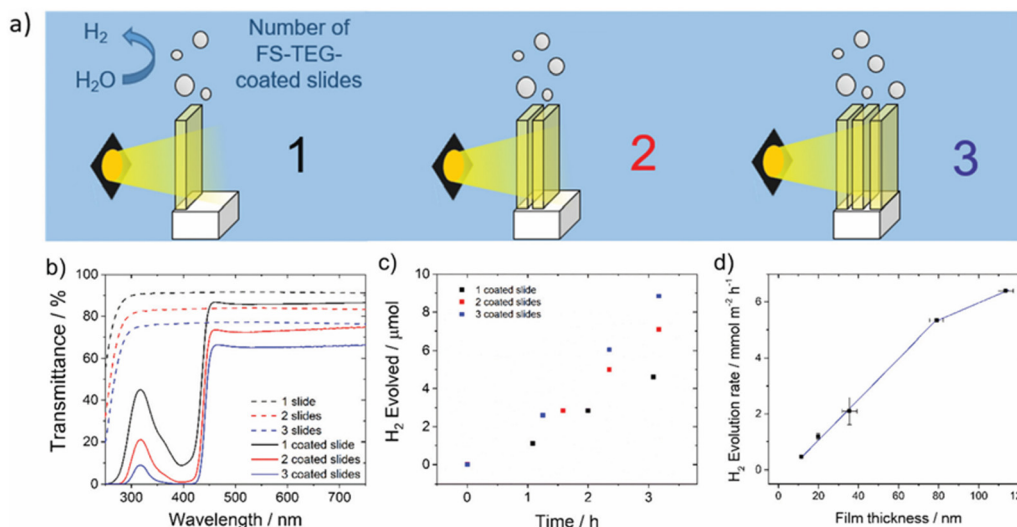 a)
H₂
H₂O
Number of
FS-TEG-
coated slides
1
2
3
b)
Transmittance / %
100
80
60
40
20
0
1 slide
2 slides
3 slides
1 coated slide
2 coated slides
3 coated slides
300 400 500 600 700
Wavelength / nm
c)
H₂ Evolved / μmol
10
8
6
4
2
0
1 coated slide
2 coated slides
3 coated slides
0 1 2 3
Time / h
d)
H₂ Evolution rate / mmol m⁻² h⁻¹
6
4
2
0
0 20 40 60 80 100 120
Film thickness / nm